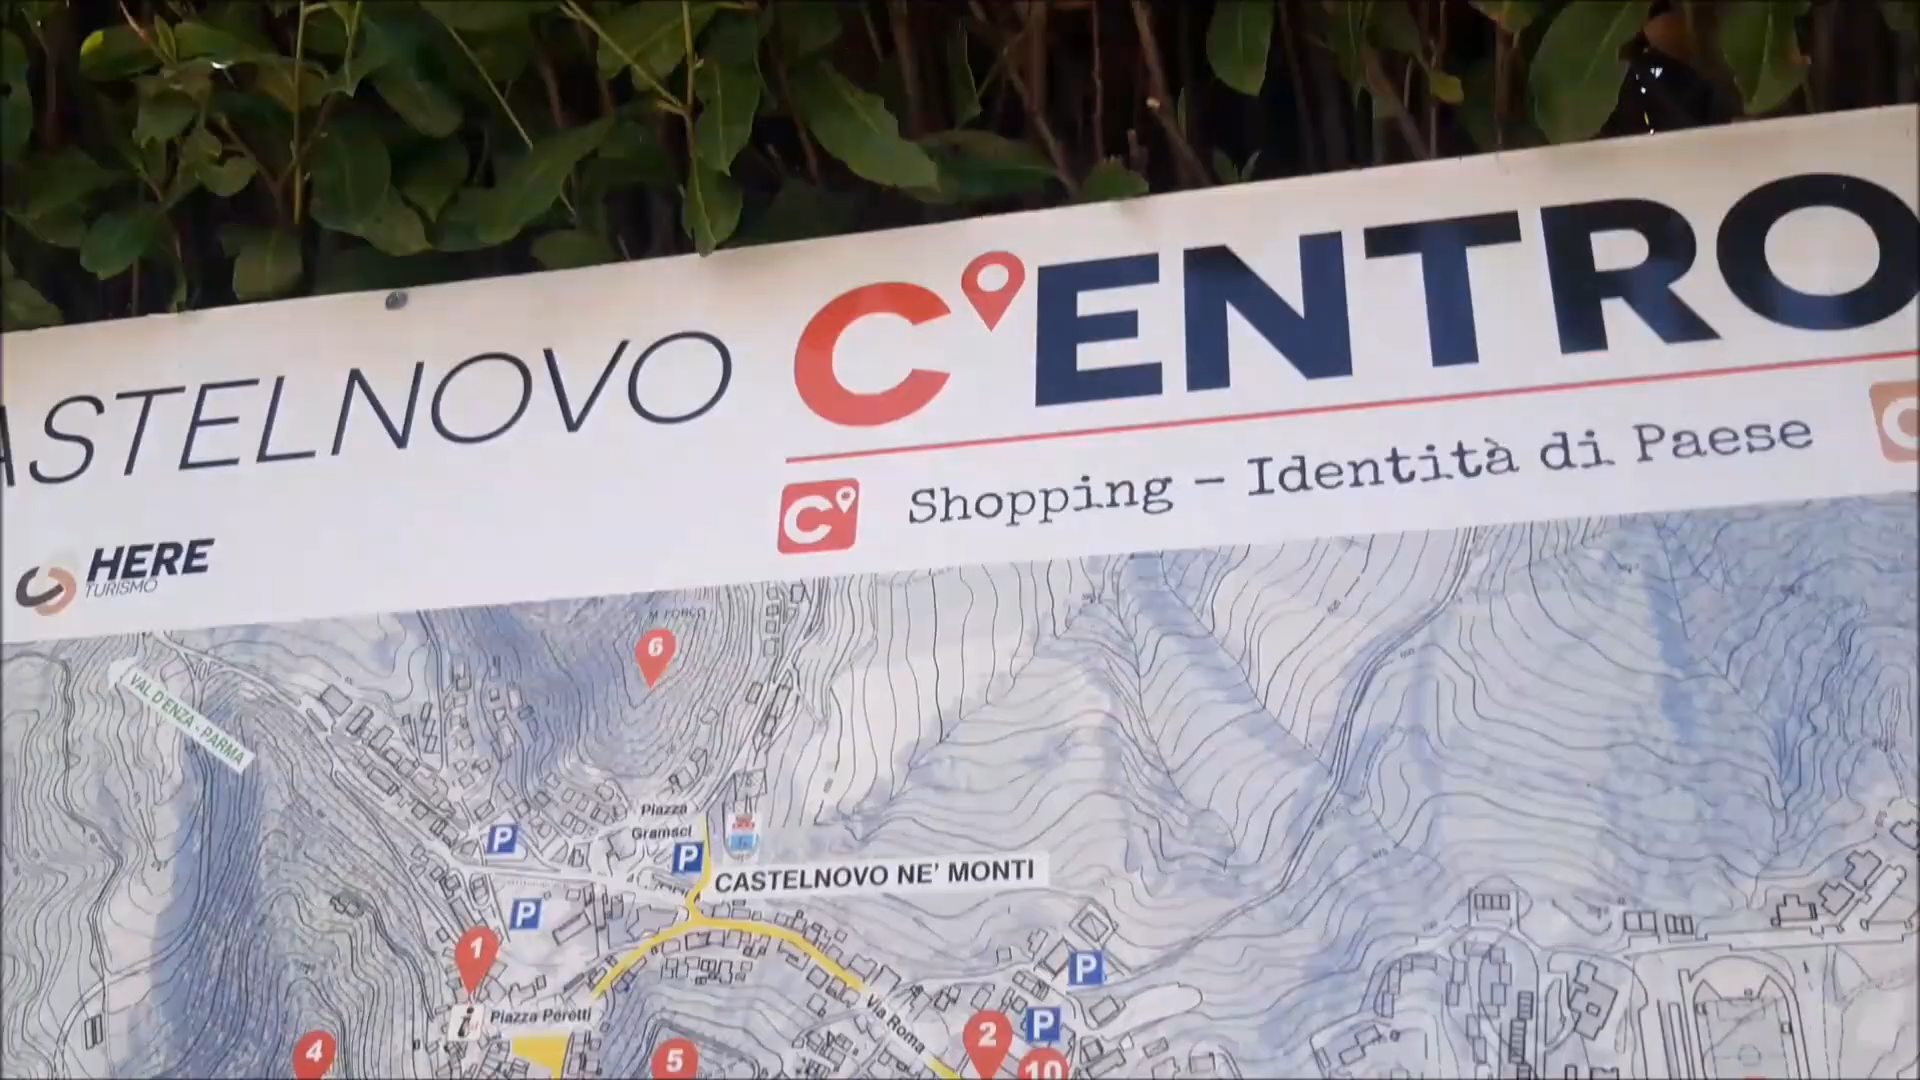 ASTELNOVO C'ENTRO
C Shopping - Identità di Paese
HERE
TURISMO
M. FORCO
6
VAL D'ENZA - PARMA
Piazza
Gramsci
P
P
CASTELNOVO NE' MONTI
P
1
P
i Piazza Peretti
Via Roma
P
4
5
2
10